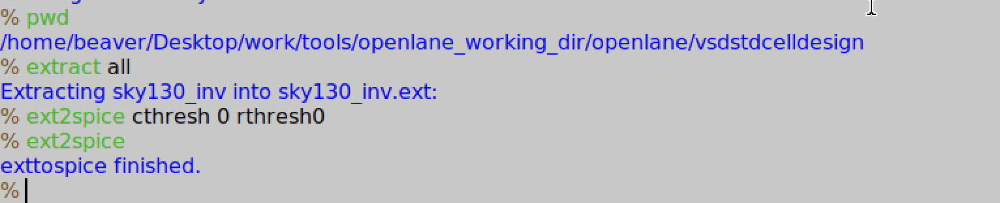 % pwd
/home/beaver/Desktop/work/tools/openlane_working_dir/openlane/vsdstdcelldesign
% extract all
Extracting sky130_inv into sky130_inv.ext:
% ext2spice cthresh 0 rthresh0
% ext2spice
exttospice finished.
%